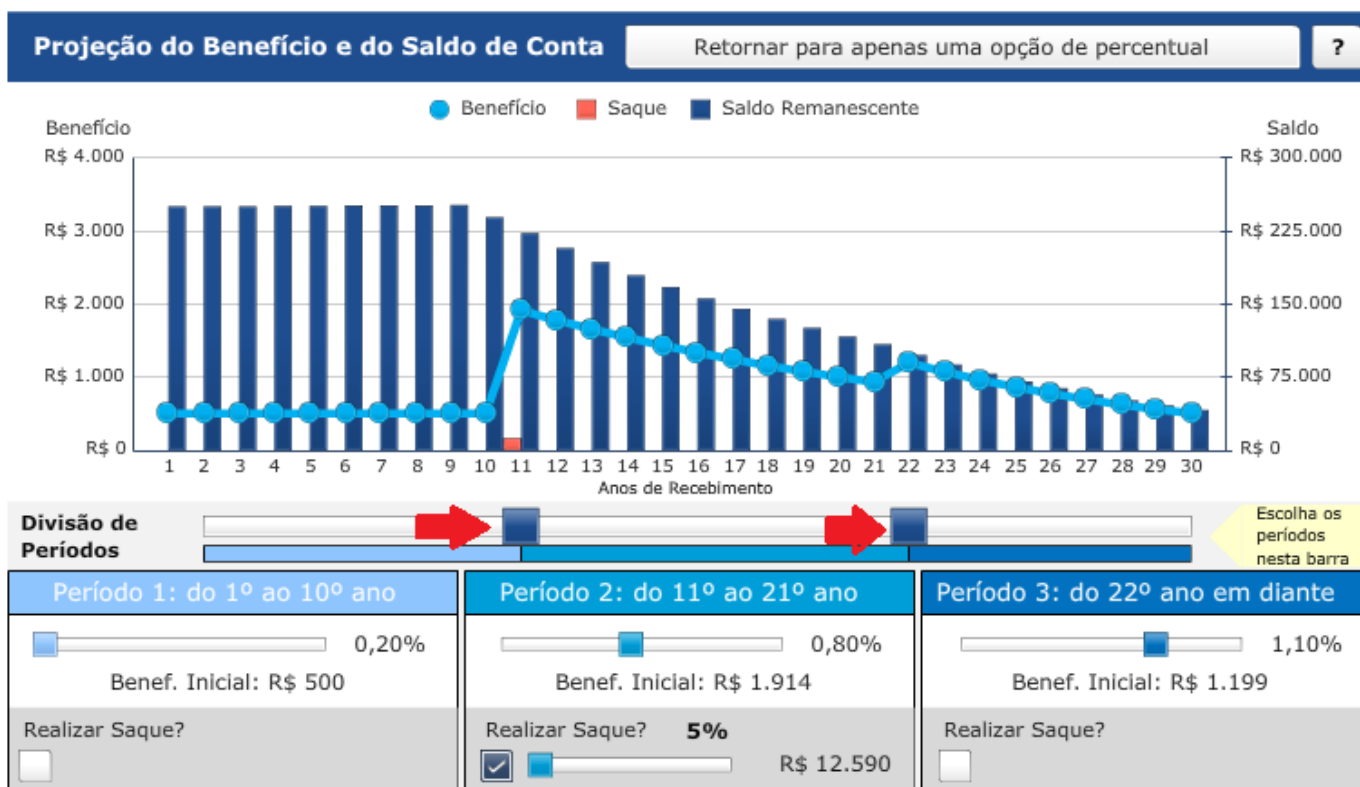 Projeção do Benefício e do Saldo de Conta
Retornar para apenas uma opção de percentual
?
Benefício Saque Saldo Remanescente
Benefício
Saldo
R$ 4.000
R$ 300.000
R$ 3.000
R$ 225.000
R$ 2.000
R$ 150.000
R$ 1.000
R$ 75.000
R$ 0
R$ 0
1 2 3 4 5 6 7 8 9 10 11 12 13 14 15 16 17 18 19 20 21 22 23 24 25 26 27 28 29 30
Anos de Recebimento
Divisão de
Períodos
Escolha os
períodos
nesta barra
Período 1: do 1º ao 10º ano
0,20%
Benef. Inicial: R$ 500
Realizar Saque?
Período 2: do 11º ao 21º ano
0,80%
Benef. Inicial: R$ 1.914
Realizar Saque? 5%
R$ 12.590
Período 3: do 22º ano em diante
1,10%
Benef. Inicial: R$ 1.199
Realizar Saque?